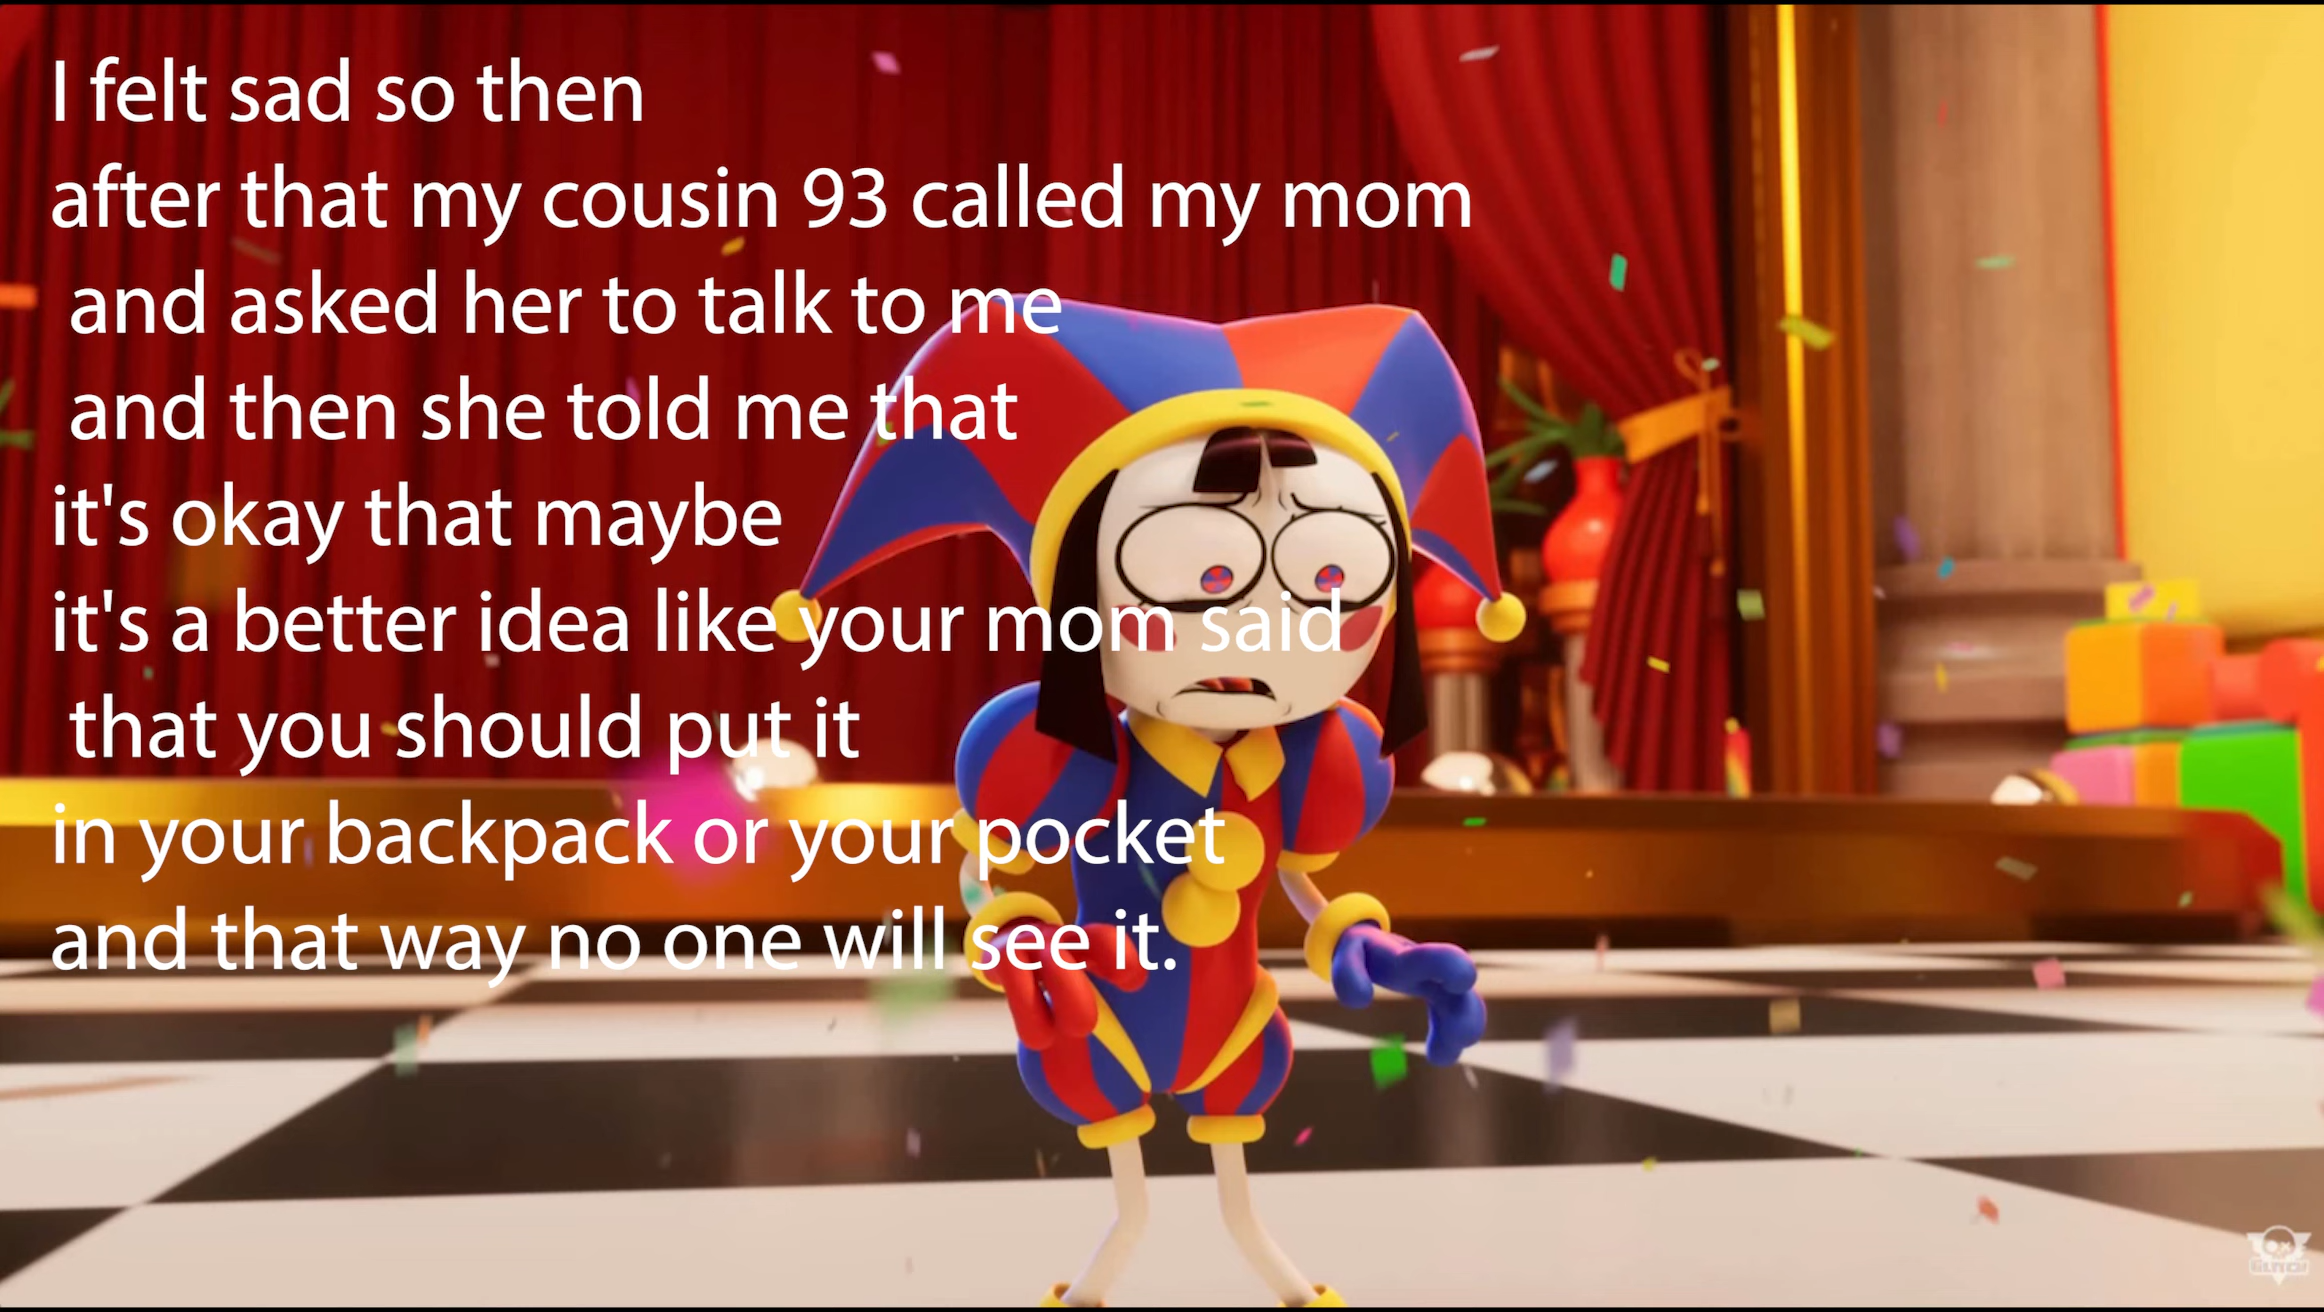 I felt sad so then
after that my cousin 93 called my mom
and asked her to talk to me
and then she told me that
it's okay that maybe
it's a better idea like your mom said
that you should put it
in your backpack or your pocket
and that way no one will see it.
GLITCH